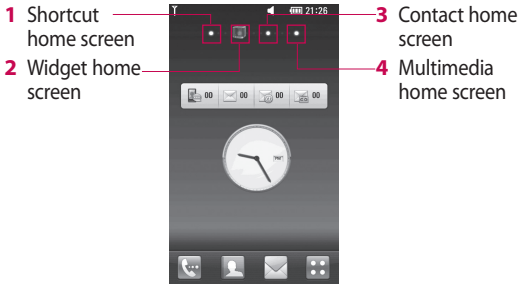 1 Shortcut
home screen
2 Widget home
screen
21:26
00 00 00 00
PM
3 Contact home
screen
4 Multimedia
home screen